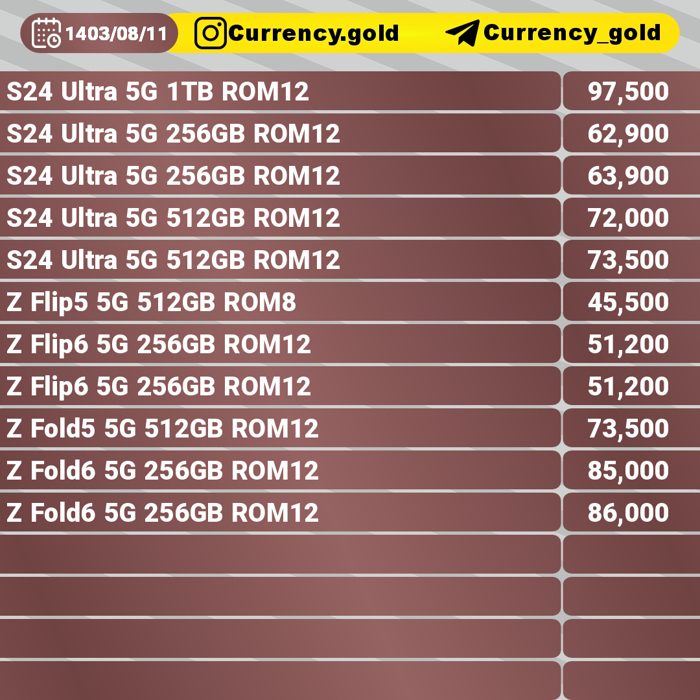 1403/08/11 Currency.gold Currency_gold
S24 Ultra 5G 1TB ROM12 97,500
S24 Ultra 5G 256GB ROM12 62,900
S24 Ultra 5G 256GB ROM12 63,900
S24 Ultra 5G 512GB ROM12 72,000
S24 Ultra 5G 512GB ROM12 73,500
Z Flip5 5G 512GB ROM8 45,500
Z Flip6 5G 256GB ROM12 51,200
Z Flip6 5G 256GB ROM12 51,200
Z Fold5 5G 512GB ROM12 73,500
Z Fold6 5G 256GB ROM12 85,000
Z Fold6 5G 256GB ROM12 86,000